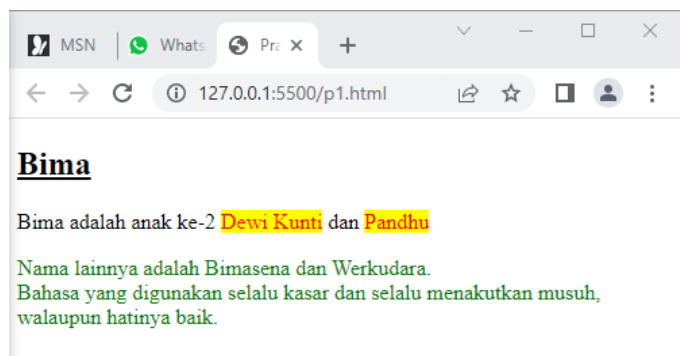 MSN
Whats
Pra
127.0.0.1:5500/p1.html
Bima
Bima adalah anak ke-2 Dewi Kunti dan Pandhu
Nama lainnya adalah Bimasena dan Werkudara.
Bahasa yang digunakan selalu kasar dan selalu menakutkan musuh,
walaupun hatinya baik.